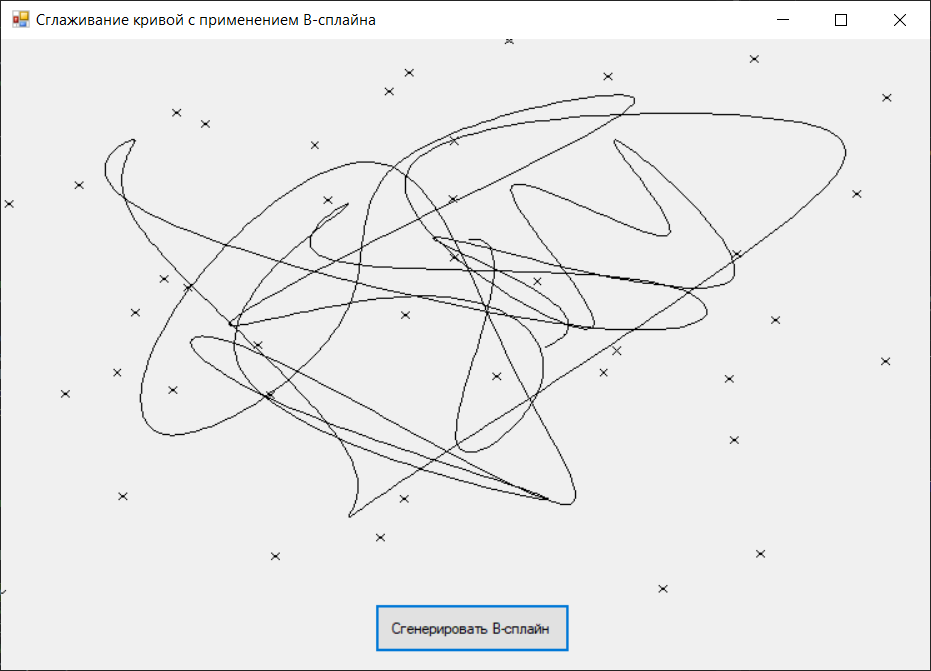 Сглаживание кривой с применением B-сплайна
Сгенерировать B-сплайн